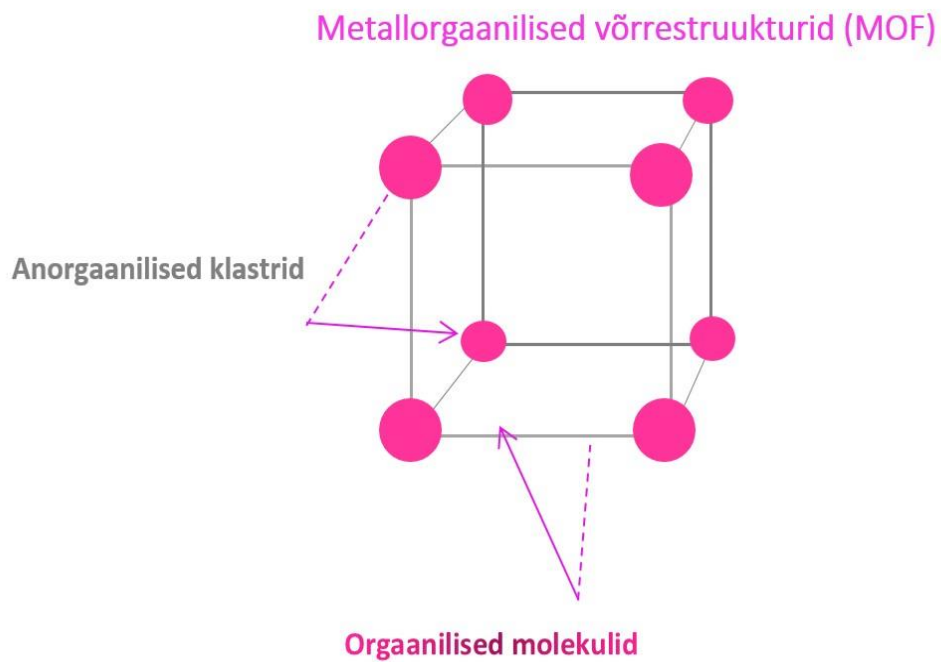 Metallorgaanilised võrrestruukturid (MOF)
Anorgaanilised klastrid
Orgaanilised molekulid